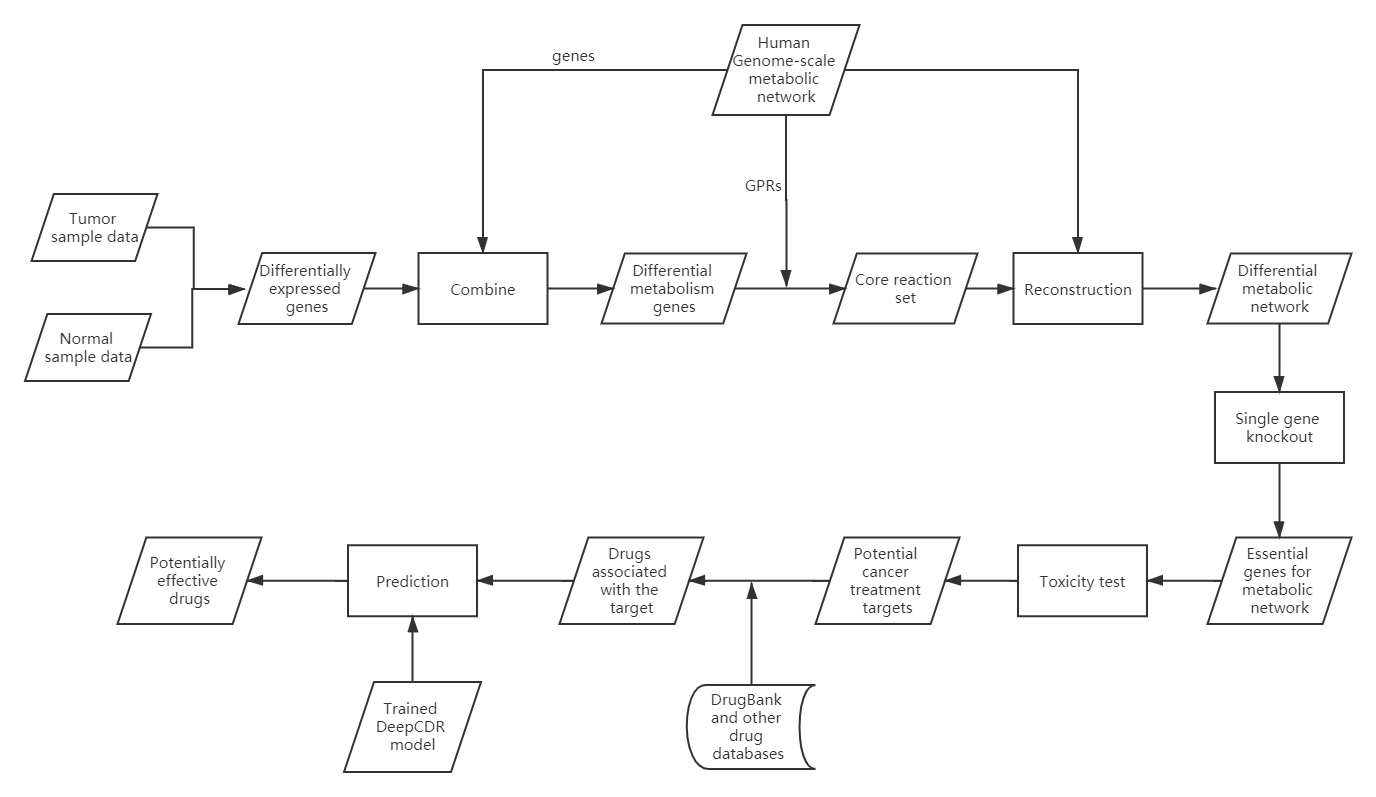 Human
Genome-scale
metabolic
network
genes
GPRs
Tumor
sample data
Normal
sample data
Differentially
expressed
genes
Combine
Differential
metabolism
genes
Core reaction
set
Reconstruction
Differential
metabolic
network
Single gene
knockout
Essential
genes for
metabolic
network
Toxicity test
Potential
cancer
treatment
targets
Drugs
associated
with the
target
Prediction
Potentially
effective
drugs
Trained
DeepCDR
model
DrugBank
and other
drug
databases